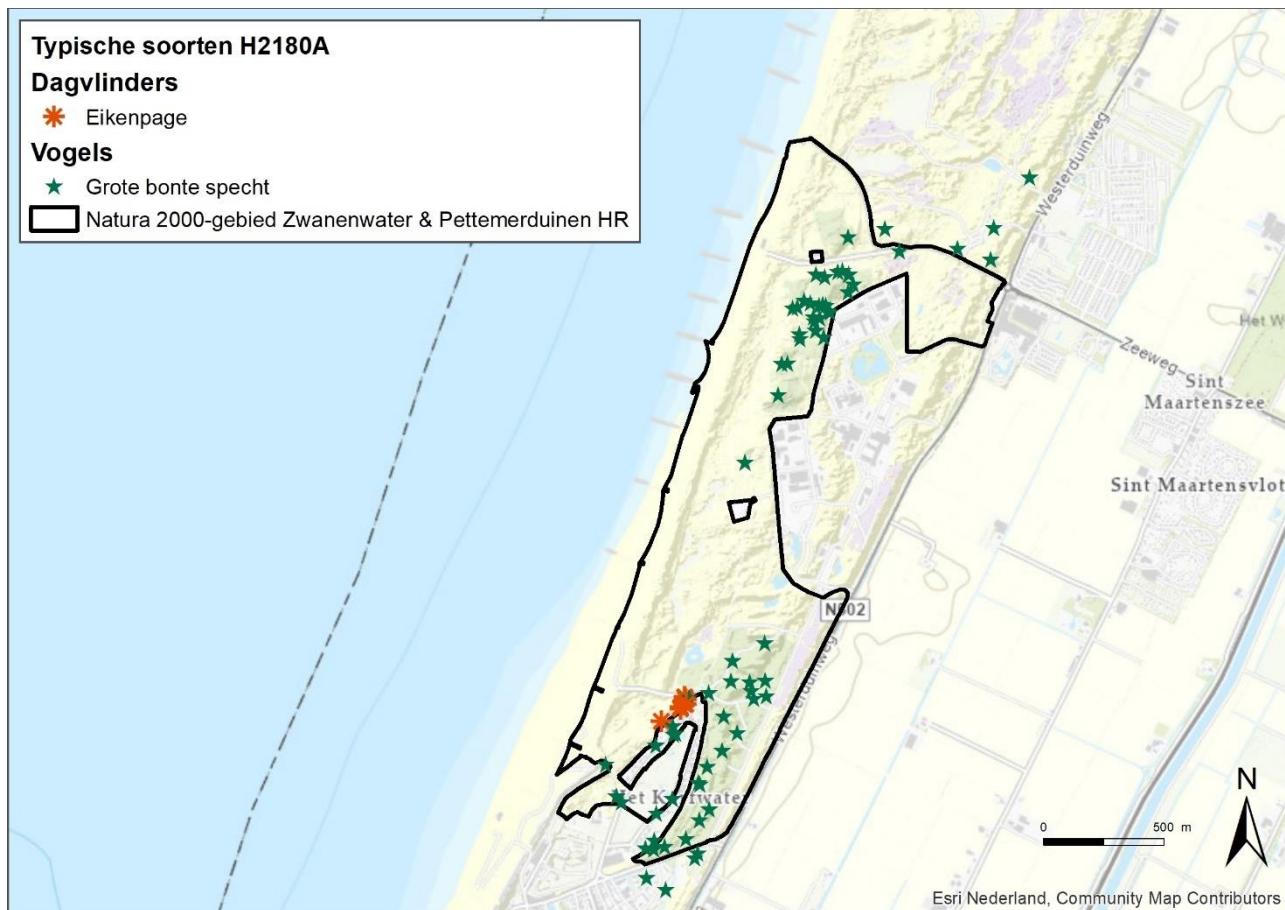 Typische soorten H2180A
Dagvlinders
Eikenpage
Vogels
Grote bonte specht
Natura 2000-gebied Zwanenwater & Pettemerduinen HR
Westerduinweg
Zeeweg
Sint
Maartenszee
Sint Maartensvlot
N502
Westerduinweg
N
0 500 m
Esri Nederland, Community Map Contributors